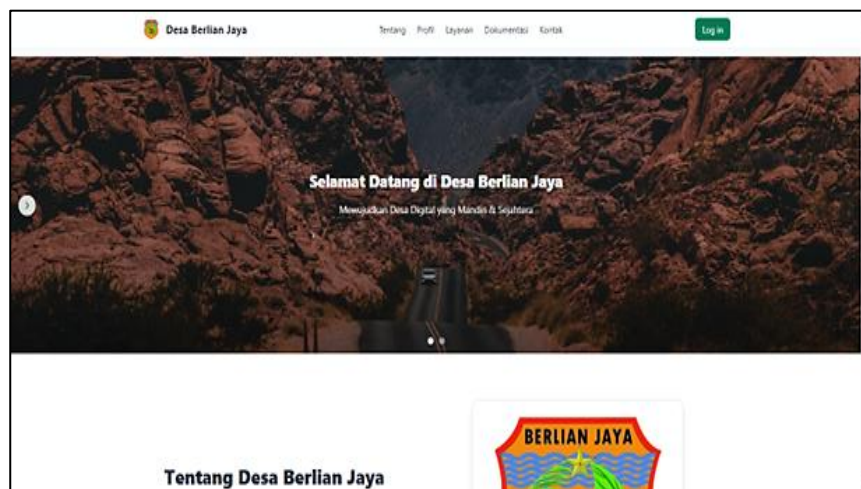 Desa Berlian Jaya
Tentang Profil Layanan Dokumentasi Kontak
Log in
Selamat Datang di Desa Berlian Jaya
Mewujudkan Desa Digital yang Mandiri & Sejahtera
BERLIAN JAYA
Tentang Desa Berlian Jaya